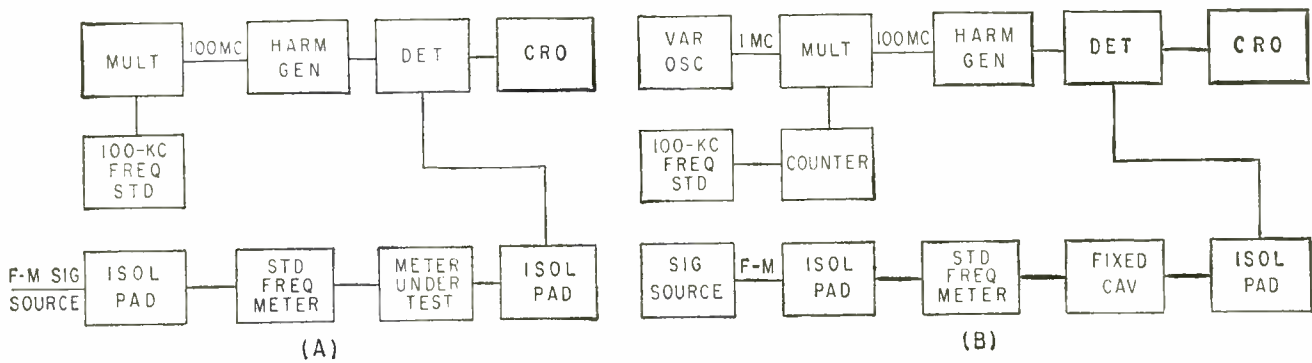 MULT
100MC
HARM
GEN
DET
CRO
100-KC
FREQ
STD
F-M SIG
SOURCE
ISOL
PAD
STD
FREQ
METER
METER
UNDER
TEST
ISOL
PAD
(A)
VAR
OSC
1 MC
MULT
100MC
HARM
GEN
DET
CRO
100-KC
FREQ
STD
COUNTER
SIG
SOURCE
F-M
ISOL
PAD
STD
FREQ
METER
FIXED
CAV
ISOL
PAD
(B)